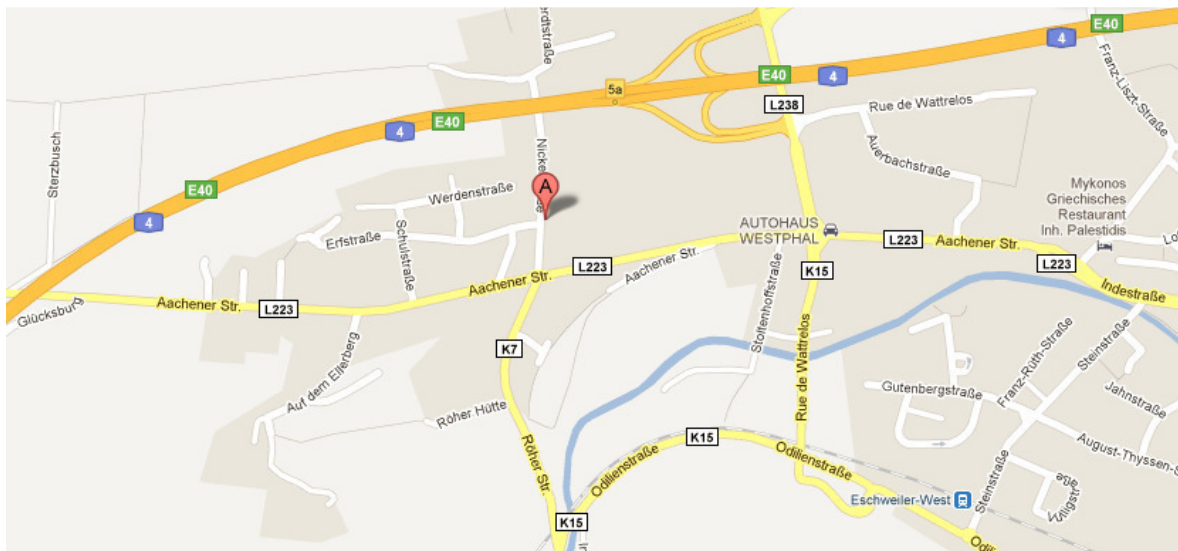 erdtstraße
E40
4
Franz-Liszt-Straße
E40
4
5a
L238
Rue de Wattrelos
E40
4
Sterzbusch
Auerbachstraße
Werdenstraße
A
Mykonos
Griechisches
Restaurant
Inh. Palestidis
E40
4
Erfstraße
Schulstraße
AUTOHAUS
WESTPHAL
L223
Aachener Str.
L223
K15
Aachener Str.
L223
Aachener Str.
Indestraße
Glücksburg
Aachener Str.
L223
Stoltenhoffstraße
K7
Rue de Wattrelos
Franz-Rüth-Straße
Steinstraße
Auf dem Ellerberg
Gutenbergstraße
Jahnstraße
Röher Hütte
K15
August-Thyssen-S
Röher Str.
Odilienstraße
Odilienstraße
Steinstraße
Eschweiler-West
K15